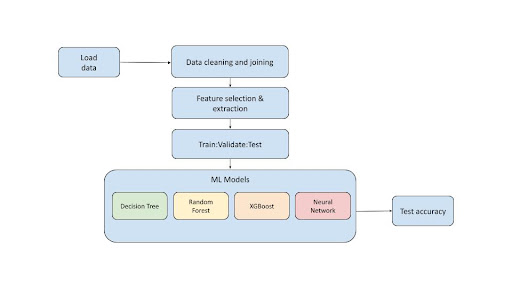 Load
data
Data cleaning and joining
Feature selection &
extraction
Train:Validate:Test
ML Models
Decision Tree
Random
Forest
XGBoost
Neural
Network
Test accuracy